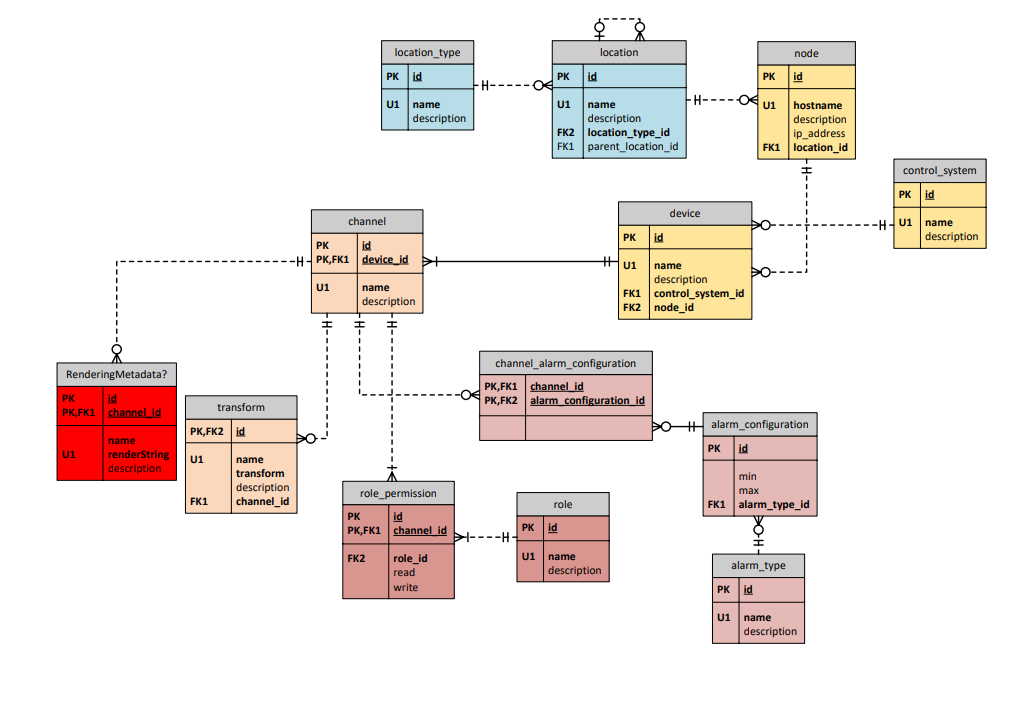 location_type
PK id
U1 name
description
location
PK id
U1 name
description
FK2 location_type_id
FK1 parent_location_id
node
PK id
U1 hostname
description
ip_address
FK1 location_id
control_system
PK id
U1 name
description
channel
PK id
PK,FK1 device_id
U1 name
description
device
PK id
U1 name
description
FK1 control_system_id
FK2 node_id
RenderingMetadata?
PK id
PK,FK1 channel_id
name
U1 renderString
description
transform
PK,FK2 id
U1 name
transform
description
FK1 channel_id
channel_alarm_configuration
PK,FK1 channel_id
PK,FK2 alarm_configuration_id
alarm_configuration
PK id
min
max
FK1 alarm_type_id
role_permission
PK id
PK,FK1 channel_id
FK2 role_id
read
write
role
PK id
U1 name
description
alarm_type
PK id
U1 name
description